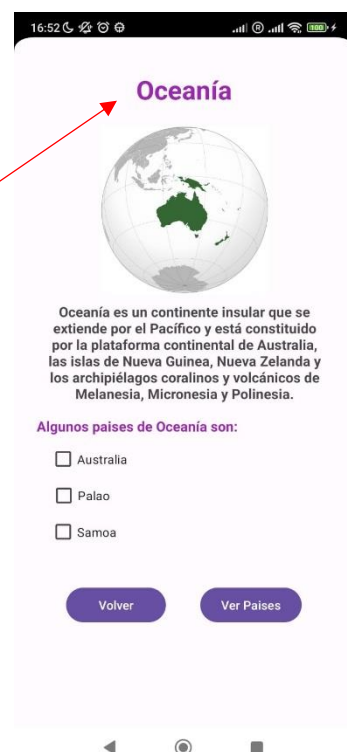 16:52
100
Oceanía
Oceanía es un continente insular que se
extiende por el Pacífico y está constituido
por la plataforma continental de Australia,
las islas de Nueva Guinea, Nueva Zelanda y
los archipiélagos coralinos y volcánicos de
Melanesia, Micronesia y Polinesia.
Algunos paises de Oceanía son:
Australia
Palao
Samoa
Volver
Ver Paises